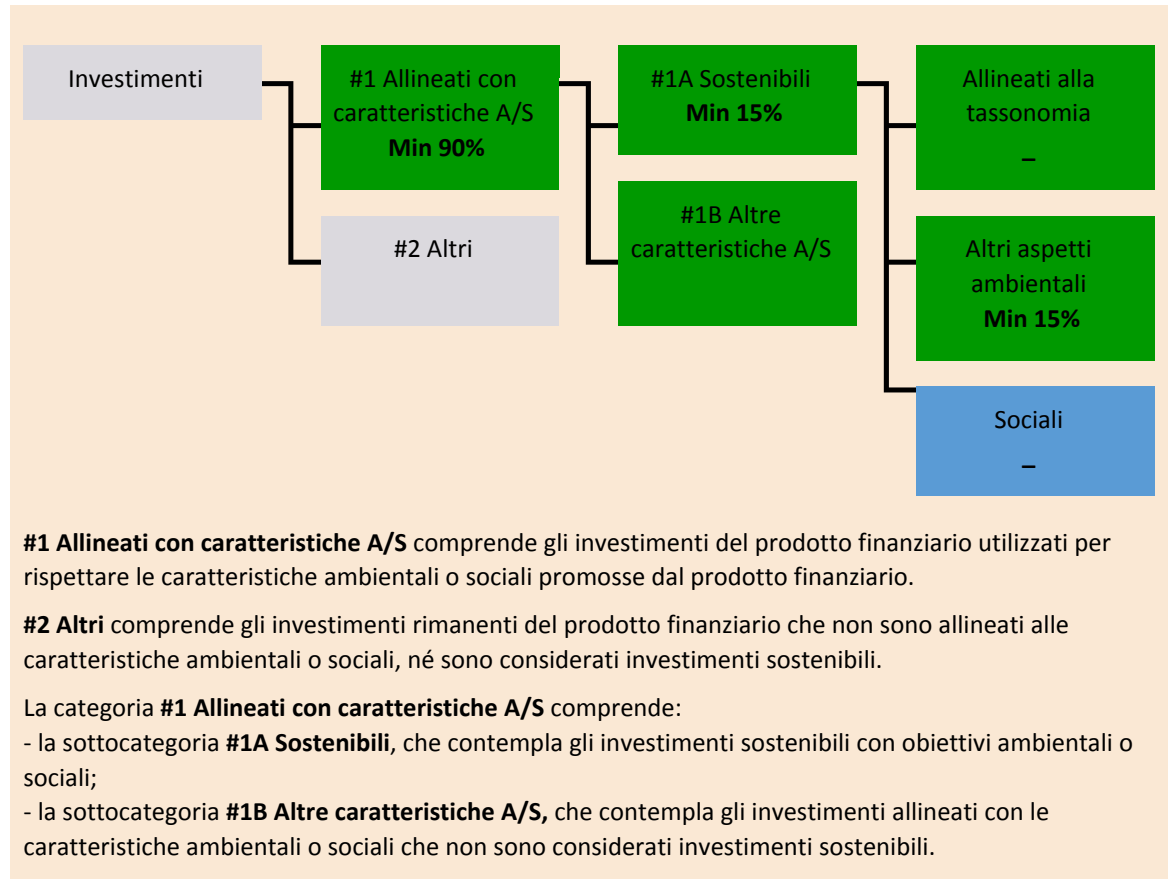 Investimenti
#1 Allineati con
caratteristiche A/S
Min 90%
#2 Altri
#1A Sostenibili
Min 15%
#1B Altre
caratteristiche A/S
Allineati alla
tassonomia
–
Altri aspetti
ambientali
Min 15%
Sociali
–
#1 Allineati con caratteristiche A/S comprende gli investimenti del prodotto finanziario utilizzati per
rispettare le caratteristiche ambientali o sociali promosse dal prodotto finanziario.
#2 Altri comprende gli investimenti rimanenti del prodotto finanziario che non sono allineati alle
caratteristiche ambientali o sociali, né sono considerati investimenti sostenibili.
La categoria #1 Allineati con caratteristiche A/S comprende:
- la sottocategoria #1A Sostenibili, che contempla gli investimenti sostenibili con obiettivi ambientali o
sociali;
- la sottocategoria #1B Altre caratteristiche A/S, che contempla gli investimenti allineati con le
caratteristiche ambientali o sociali che non sono considerati investimenti sostenibili.